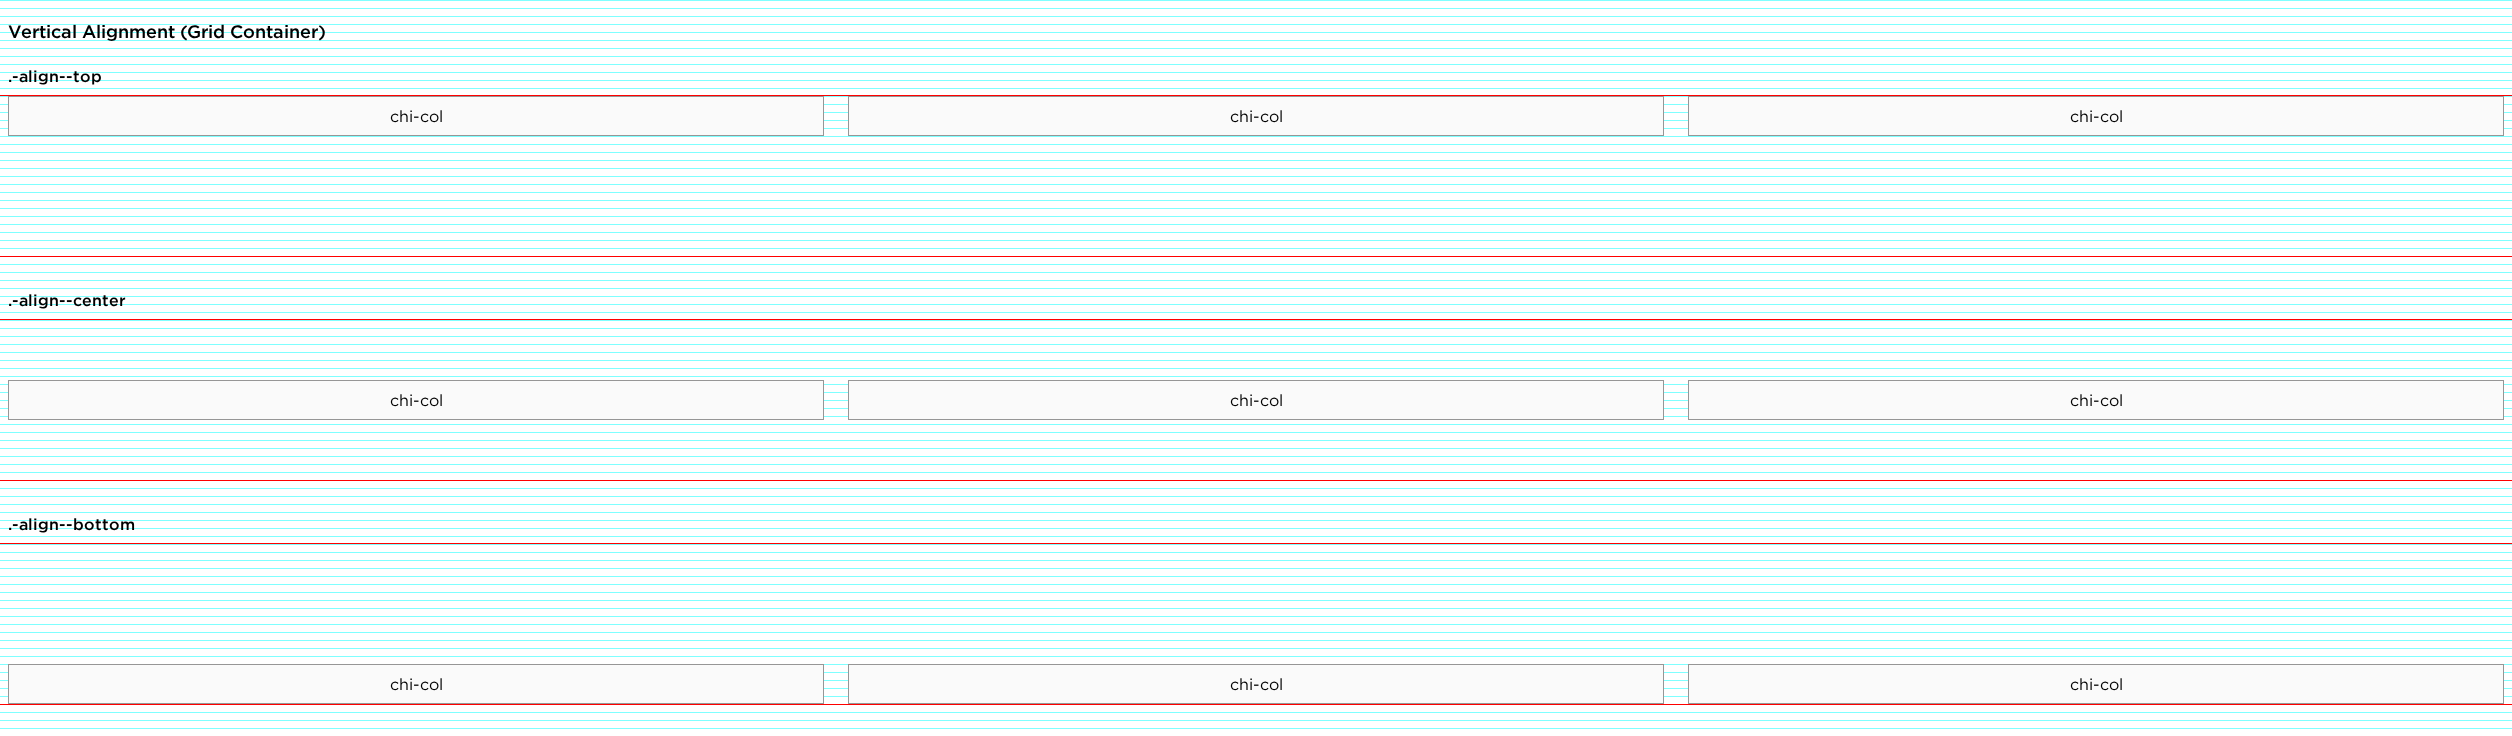 Vertical Alignment (Grid Container)
.-align--top
chi-col chi-col chi-col
.-align--center
chi-col chi-col chi-col
.-align--bottom
chi-col chi-col chi-col